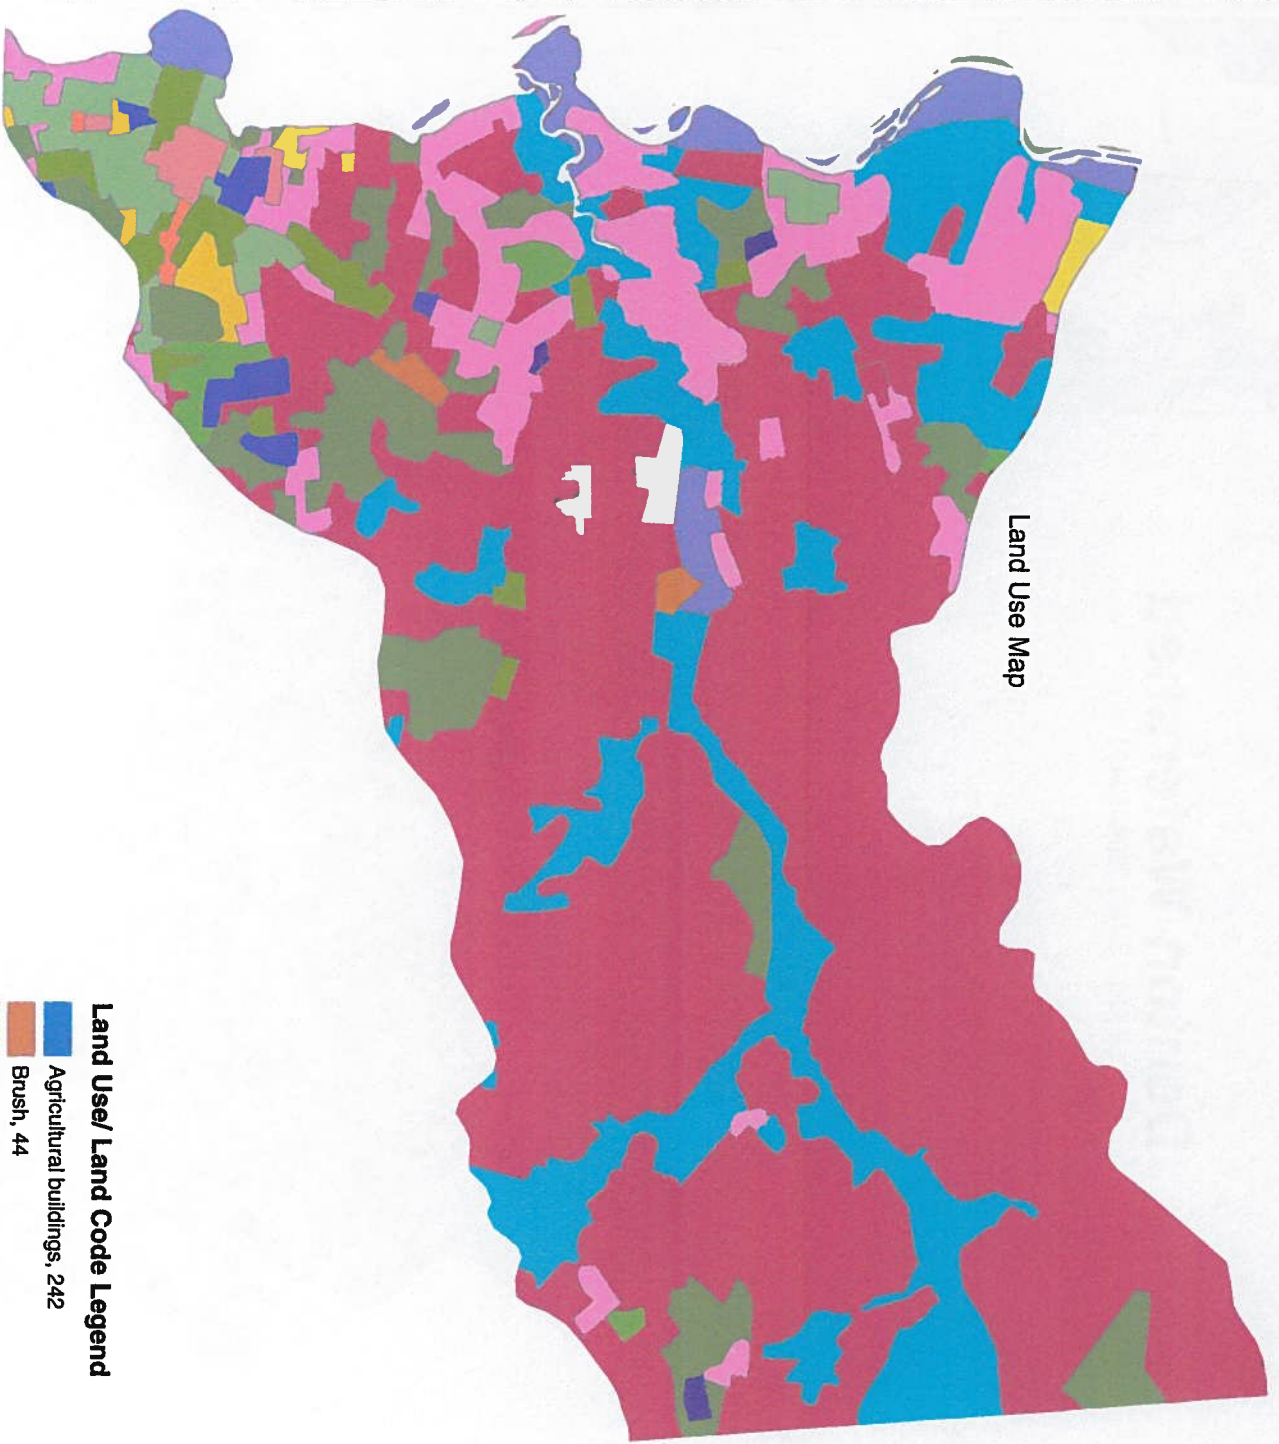 Land Use Map
Land Use/ Land Code Legend
Agricultural buildings, 242
Brush, 44